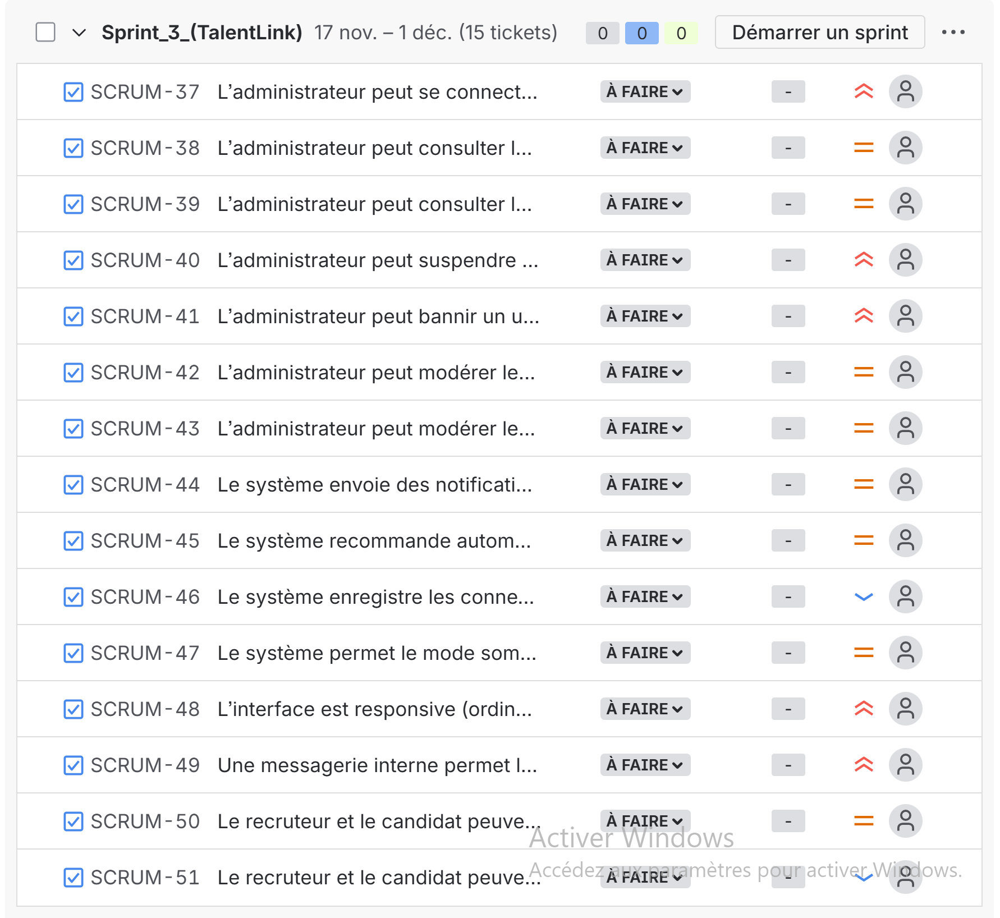 Sprint_3_(TalentLink) 17 nov. – 1 déc. (15 tickets) 0 0 0 Démarrer un sprint
SCRUM-37 L’administrateur peut se connect... À FAIRE -
SCRUM-38 L’administrateur peut consulter l... À FAIRE -
SCRUM-39 L’administrateur peut consulter l... À FAIRE -
SCRUM-40 L’administrateur peut suspendre ... À FAIRE -
SCRUM-41 L’administrateur peut bannir un u... À FAIRE -
SCRUM-42 L’administrateur peut modérer le... À FAIRE -
SCRUM-43 L’administrateur peut modérer le... À FAIRE -
SCRUM-44 Le système envoie des notificati... À FAIRE -
SCRUM-45 Le système recommande autom... À FAIRE -
SCRUM-46 Le système enregistre les conne... À FAIRE -
SCRUM-47 Le système permet le mode som... À FAIRE -
SCRUM-48 L’interface est responsive (ordin... À FAIRE -
SCRUM-49 Une messagerie interne permet l... À FAIRE -
SCRUM-50 Le recruteur et le candidat peuve... À FAIRE -
Activer Windows
Accédez aux paramètres pour activer Windows.
SCRUM-51 Le recruteur et le candidat peuve... À FAIRE -